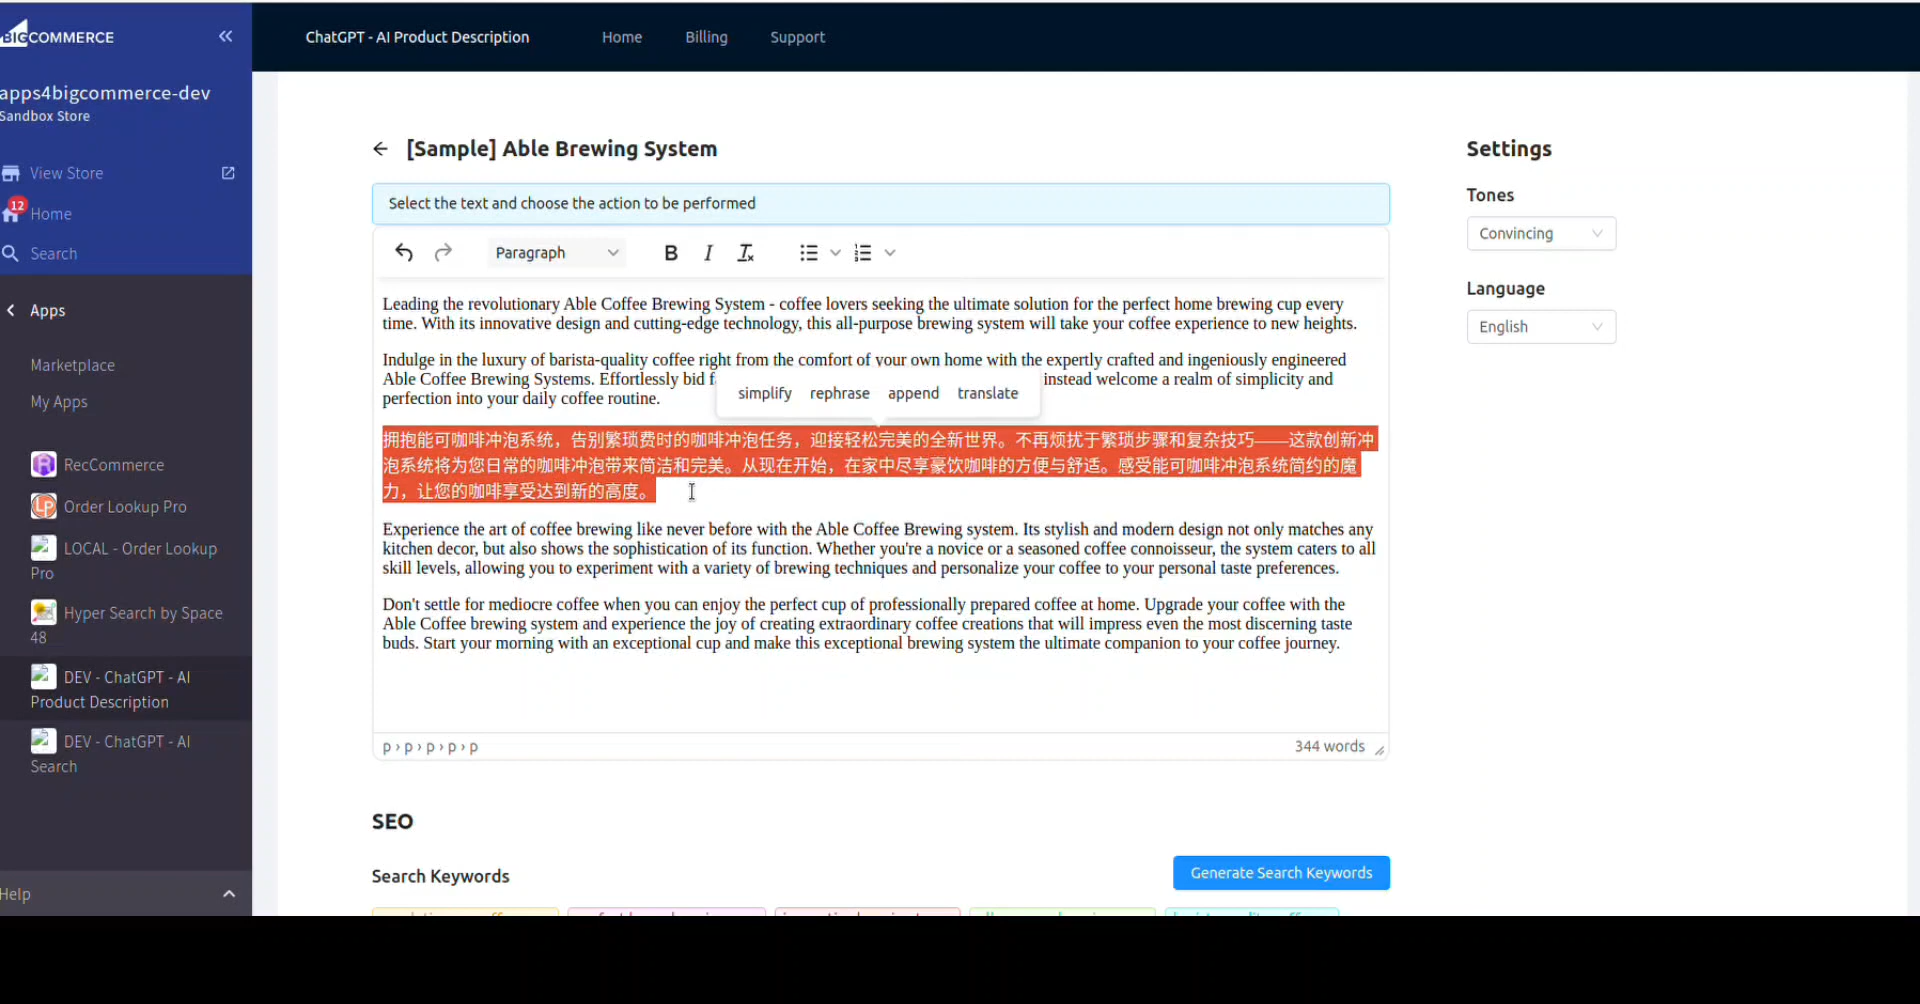 BIGCOMMERCE
ChatGPT - AI Product Description
Home
Billing
Support
apps4bigcommerce-dev
Sandbox Store
View Store
12
Home
Search
Apps
Marketplace
My Apps
RecCommerce
Order Lookup Pro
LOCAL - Order Lookup
Pro
Hyper Search by Space
48
DEV - ChatGPT - AI
Product Description
DEV - ChatGPT - AI
Search
Help
[Sample] Able Brewing System
Select the text and choose the action to be performed
Paragraph
Leading the revolutionary Able Coffee Brewing System - coffee lovers seeking the ultimate solution for the perfect home brewing cup every
time. With its innovative design and cutting-edge technology, this all-purpose brewing system will take your coffee experience to new heights.
Indulge in the luxury of barista-quality coffee right from the comfort of your own home with the expertly crafted and ingeniously engineered
Able Coffee Brewing Systems. Effortlessly bid instead welcome a realm of simplicity and
simplify rephrase append translate
perfection into your daily coffee routine.
拥抱能可咖啡冲泡系统，告别繁琐费时的咖啡冲泡任务，迎接轻松完美的全新世界。不再烦扰于繁琐步骤和复杂技巧——这款创新冲
泡系统将为您日常的咖啡冲泡带来简洁和完美。从现在开始，在家中尽享豪饮咖啡的方便与舒适。感受能可咖啡冲泡系统简约的魔
力，让您的咖啡享受达到新的高度。
Experience the art of coffee brewing like never before with the Able Coffee Brewing system. Its stylish and modern design not only matches any
kitchen decor, but also shows the sophistication of its function. Whether you're a novice or a seasoned coffee connoisseur, the system caters to all
skill levels, allowing you to experiment with a variety of brewing techniques and personalize your coffee to your personal taste preferences.
Don't settle for mediocre coffee when you can enjoy the perfect cup of professionally prepared coffee at home. Upgrade your coffee with the
Able Coffee brewing system and experience the joy of creating extraordinary coffee creations that will impress even the most discerning taste
buds. Start your morning with an exceptional cup and make this exceptional brewing system the ultimate companion to your coffee journey.
p › p › p › p › p
344 words
SEO
Search Keywords
Generate Search Keywords
Settings
Tones
Convincing
Language
English